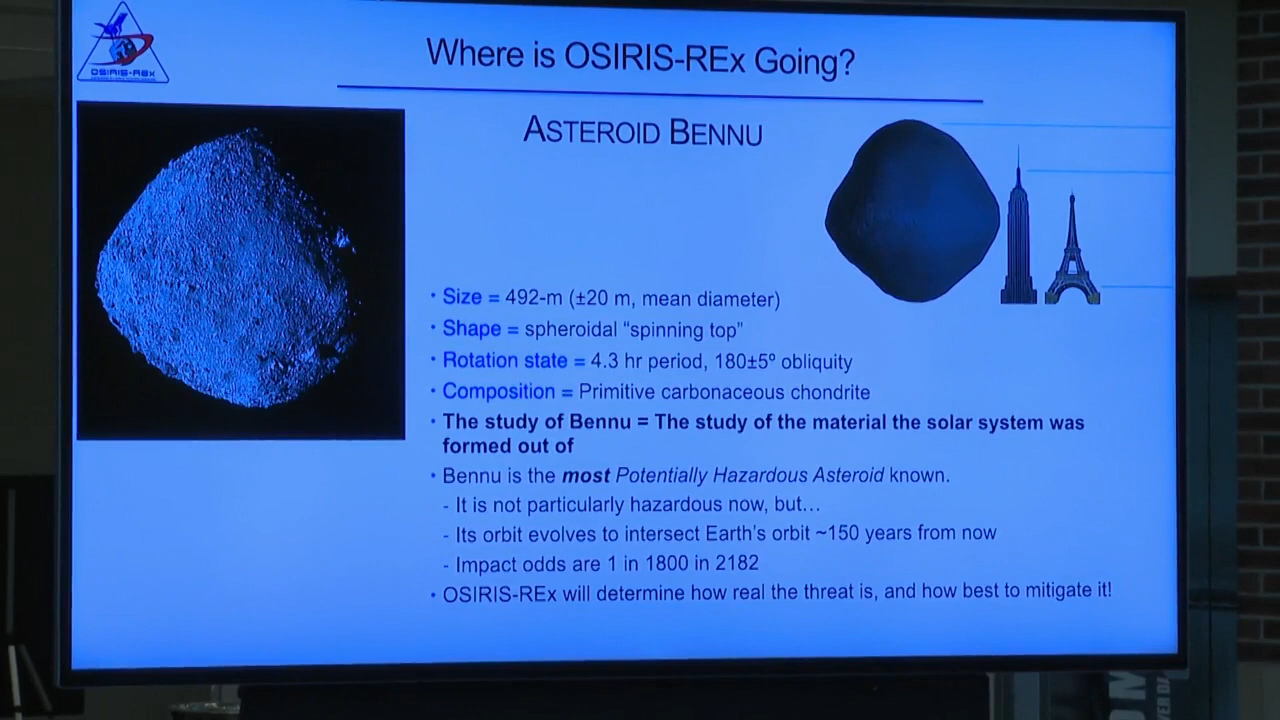 OSIRIS-REx
Where is OSIRIS-REx Going?
ASTEROID BENNU
• Size = 492-m (±20 m, mean diameter)
• Shape = spheroidal “spinning top”
• Rotation state = 4.3 hr period, 180±5º obliquity
• Composition = Primitive carbonaceous chondrite
• The study of Bennu = The study of the material the solar system was
formed out of
• Bennu is the most Potentially Hazardous Asteroid known.
- It is not particularly hazardous now, but…
- Its orbit evolves to intersect Earth’s orbit ~150 years from now
- Impact odds are 1 in 1800 in 2182
• OSIRIS-REx will determine how real the threat is, and how best to mitigate it!